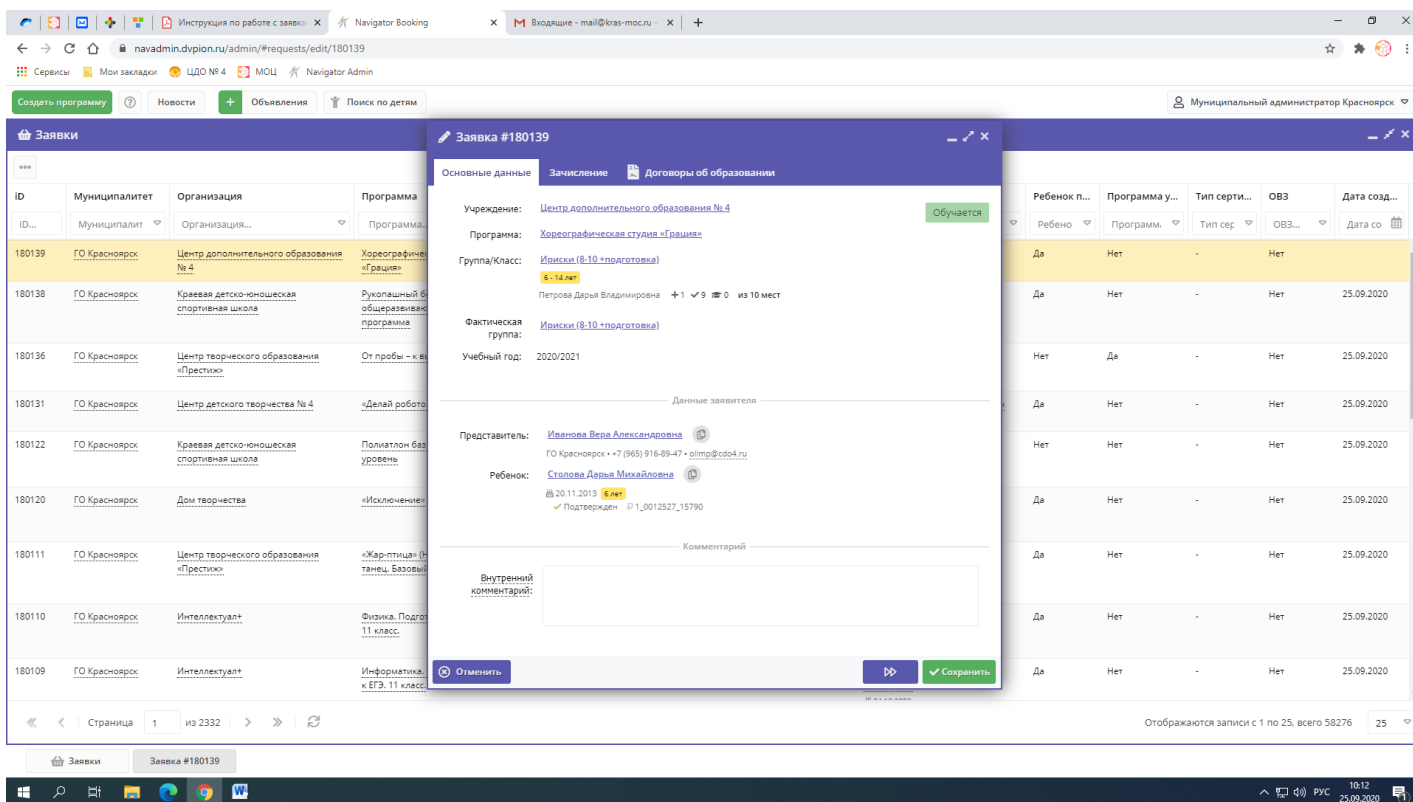 Инструкция по работе с заявка
Navigator Booking
Входящие - mail@kras-moc.ru -
navadmin.dvpion.ru/admin/#requests/edit/180139
Сервисы
Мои закладки
ЦДО № 4
МОЦ
Navigator Admin
Создать программу
Новости
Объявления
Поиск по детям
Муниципальный администратор Красноярск
Заявки
iD
Муниципалитет
Организация
Программа
Ребенок п...
Программа у...
Тип серти...
ОВЗ
Дата созд...
iD...
Муниципалит
Организация...
Программа..
Ребено
Программ.
Тип сер
ОВЗ...
Дата со
180139
ГО Красноярск
Центр дополнительного образования
№ 4
Хореографичес
«Грация»
Да
Нет
-
Нет
180138
ГО Красноярск
Краевая детско-юношеская
спортивная школа
Рукопашный б
общеразвиваю
программа
Да
Нет
-
Нет
25.09.2020
180136
ГО Красноярск
Центр творческого образования
«Престиж»
От пробы – к вы
Нет
Да
-
Нет
25.09.2020
180131
ГО Красноярск
Центр детского творчества № 4
«Делай робото
Да
Нет
-
Нет
25.09.2020
180122
ГО Красноярск
Краевая детско-юношеская
спортивная школа
Полиатлон баз
уровень
Нет
Нет
-
Нет
25.09.2020
180120
ГО Красноярск
Дом творчества
«Исключение»
Да
Нет
-
Нет
25.09.2020
180111
ГО Красноярск
Центр творческого образования
«Престиж»
«Жар-птица» (Н
танец. Базовый
Да
Нет
-
Нет
25.09.2020
180110
ГО Красноярск
Интеллектуал+
Физика. Подгот
11 класс.
Да
Нет
-
Нет
25.09.2020
180109
ГО Красноярск
Интеллектуал+
Информатика.
к ЕГЭ. 11 класс.
Да
Нет
-
Нет
25.09.2020
Заявка #180139
Основные данные
Зачисление
Договоры об образовании
Учреждение:
Центр дополнительного образования № 4
Обучается
Программа:
Хореографическая студия «Грация»
Группа/Класс:
Ириски (8-10 +подготовка)
6 - 14 лет
Петрова Дарья Владимировна +1 9 0 из 10 мест
Фактическая
группа:
Ириски (8-10 +подготовка)
Учебный год:
2020/2021
Данные заявителя
Представитель:
Иванова Вера Александровна
ГО Красноярск • +7 (965) 916-89-47 • olimp@cdo4.ru
Ребенок:
Столова Дарья Михайловна
20.11.2013 6 лет
Подтвержден 1_0012527_15790
Комментарий
Внутренний
комментарий:
Отменить
Сохранить
Страница
1
из 2332
Отображаются записи с 1 по 25, всего 58276
25
Заявки
Заявка #180139
РУС
10:12
25.09.2020